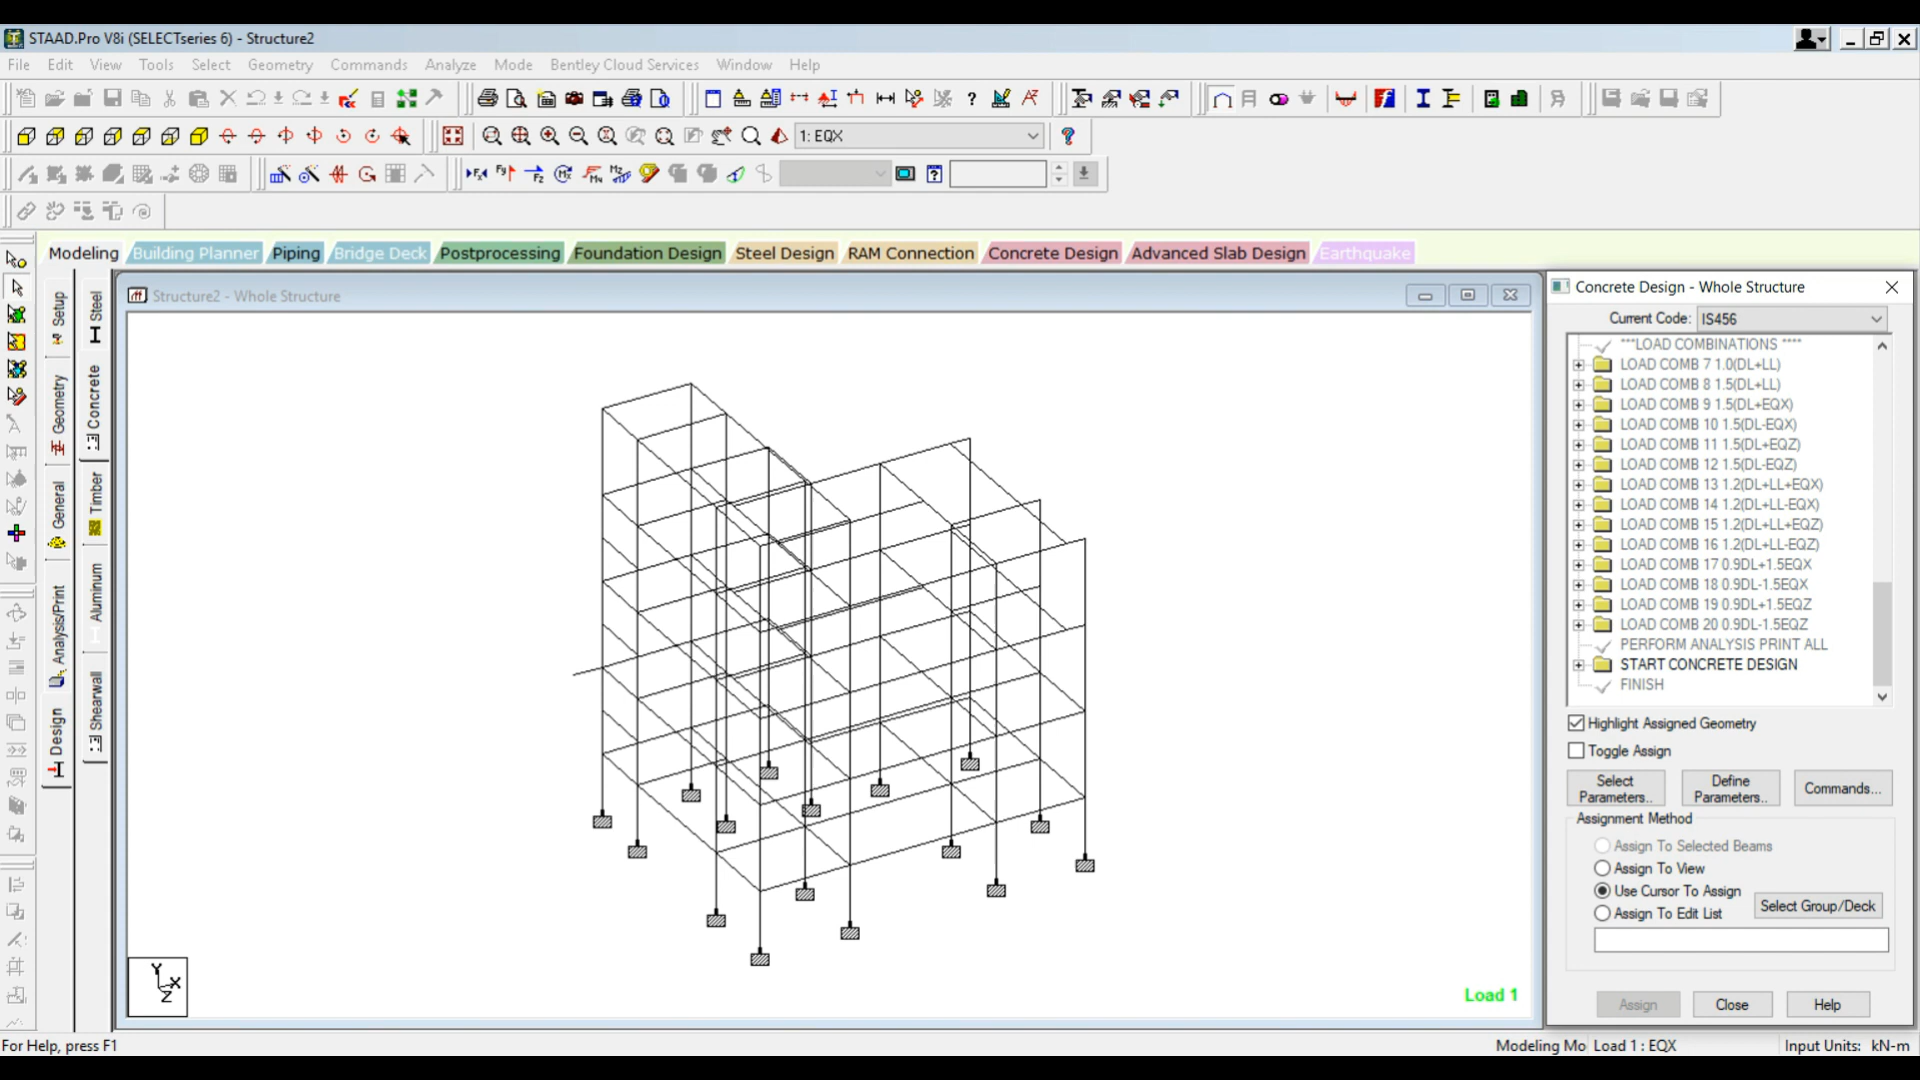 STAAD.Pro V8i (SELECTseries 6) - Structure2
File Edit View Tools Select Geometry Commands Analyze Mode Bentley Cloud Services Window Help
1: EQX
Modeling Building Planner Piping Bridge Deck Postprocessing Foundation Design Steel Design RAM Connection Concrete Design Advanced Slab Design Earthquake
Setup
Geometry
General
Analysis/Print
Design
Steel
Concrete
Timber
Aluminum
Shearwall
Structure2 - Whole Structure
Y
X
Z
Load 1
Concrete Design - Whole Structure
Current Code: IS456
***LOAD COMBINATIONS ****
LOAD COMB 7 1.0(DL+LL)
LOAD COMB 8 1.5(DL+LL)
LOAD COMB 9 1.5(DL+EQX)
LOAD COMB 10 1.5(DL-EQX)
LOAD COMB 11 1.5(DL+EQZ)
LOAD COMB 12 1.5(DL-EQZ)
LOAD COMB 13 1.2(DL+LL+EQX)
LOAD COMB 14 1.2(DL+LL-EQX)
LOAD COMB 15 1.2(DL+LL+EQZ)
LOAD COMB 16 1.2(DL+LL-EQZ)
LOAD COMB 17 0.9DL+1.5EQX
LOAD COMB 18 0.9DL-1.5EQX
LOAD COMB 19 0.9DL+1.5EQZ
LOAD COMB 20 0.9DL-1.5EQZ
PERFORM ANALYSIS PRINT ALL
START CONCRETE DESIGN
FINISH
Highlight Assigned Geometry
Toggle Assign
Select Parameters..
Define Parameters..
Commands...
Assignment Method
Assign To Selected Beams
Assign To View
Use Cursor To Assign
Assign To Edit List
Select Group/Deck
Assign Close Help
For Help, press F1
Modeling Mo Load 1 : EQX Input Units: kN-m